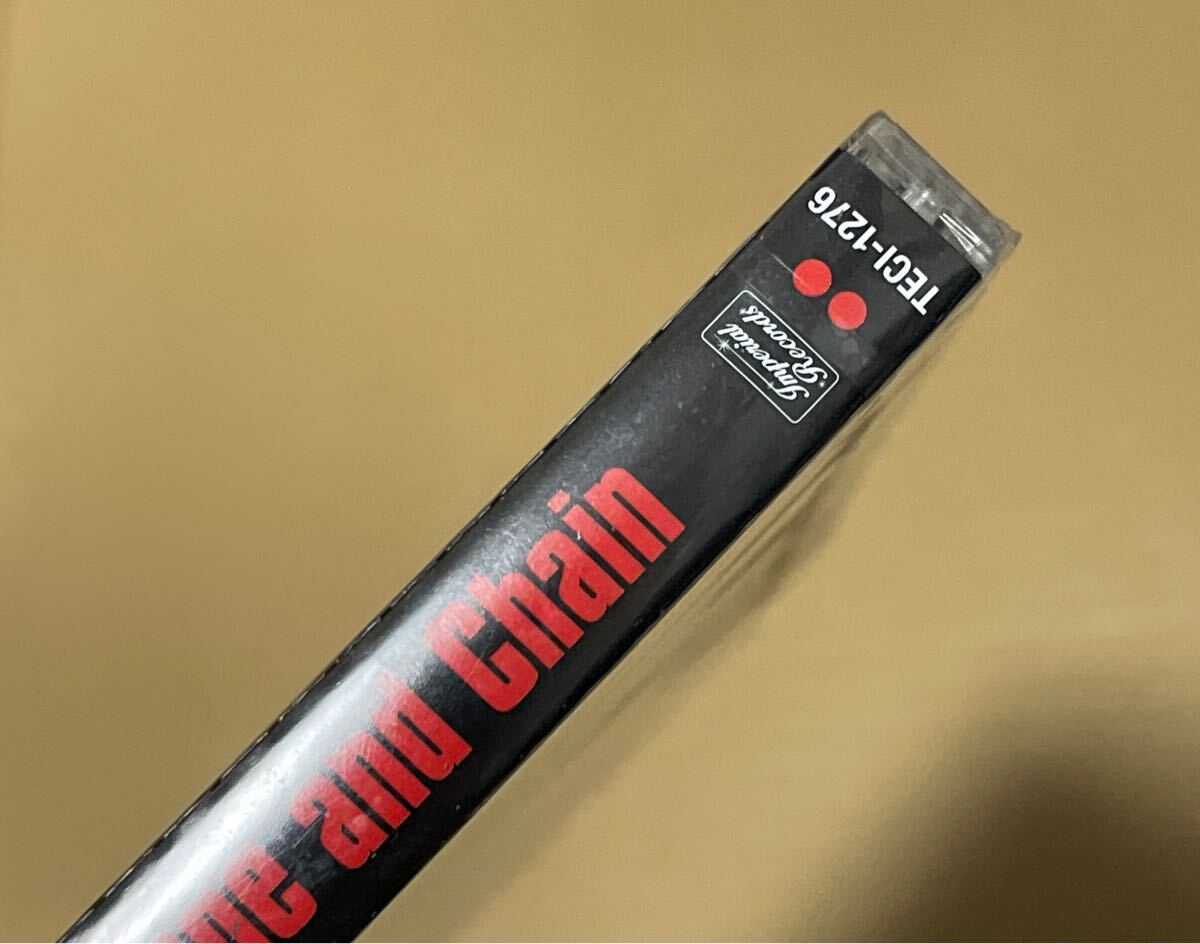 and Chain
Imperial
Records
TECI-1276